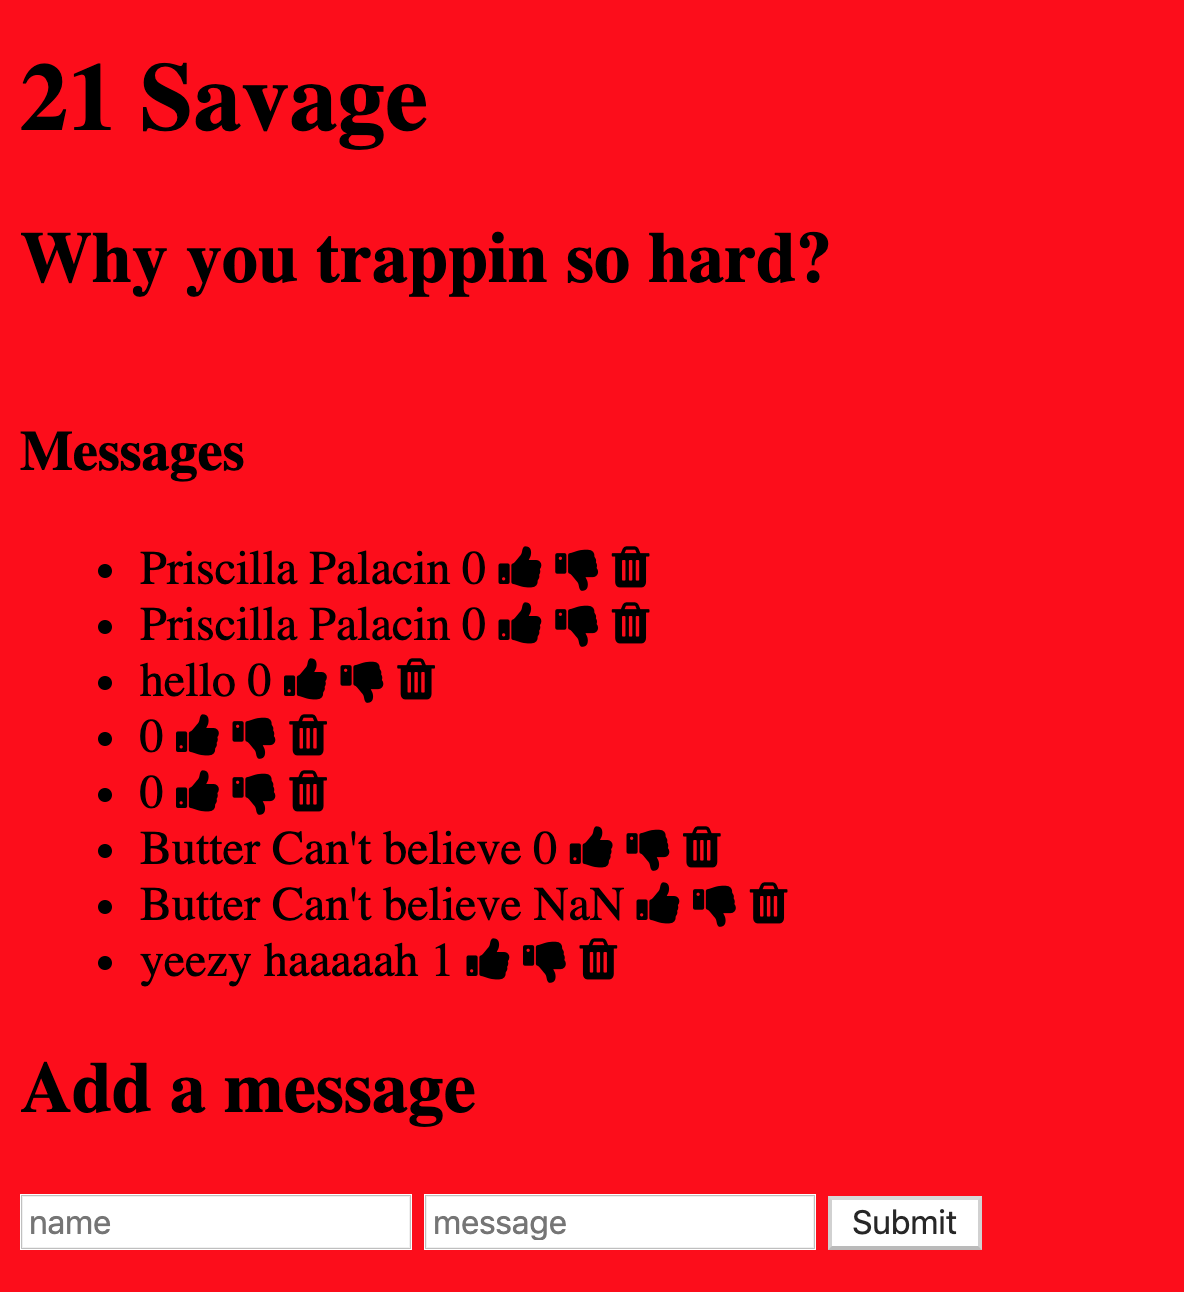 21 Savage
Why you trappin so hard?
Messages
Priscilla Palacin 0
Priscilla Palacin 0
hello 0
0
0
Butter Can't believe 0
Butter Can't believe NaN
yeezy haaaaah 1
Add a message
name message Submit